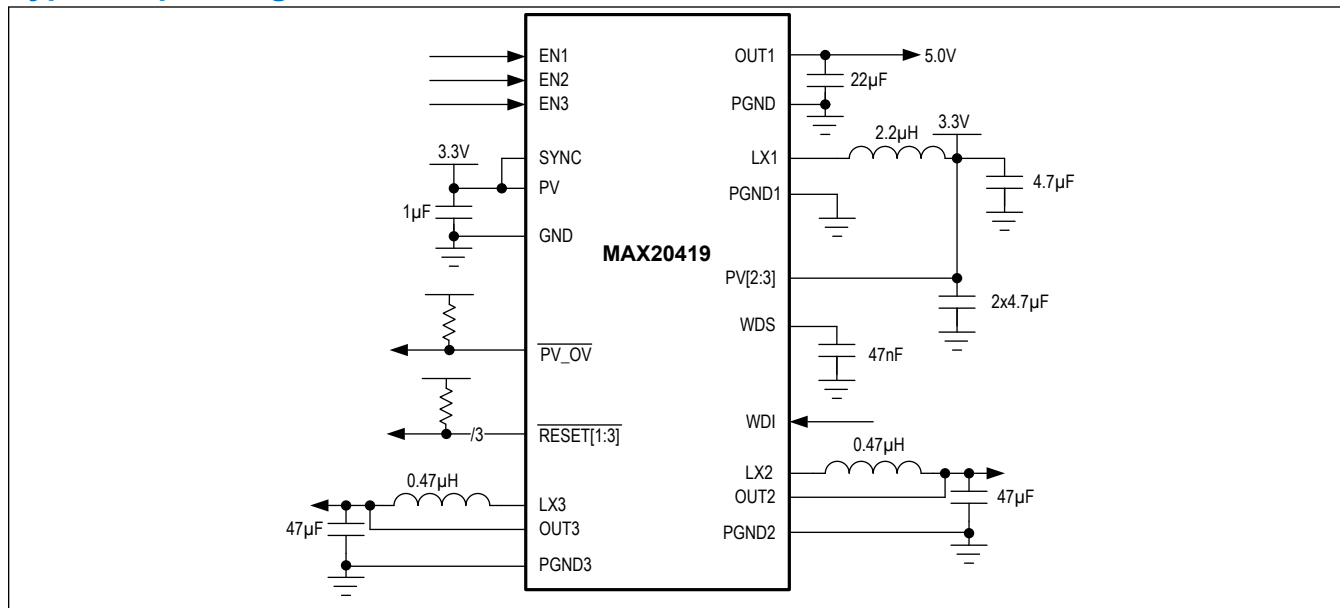 EN1
EN2
EN3
3.3V
SYNC
PV
1µF
GND
PV_OV
/3
RESET[1:3]
0.47µH
LX3
OUT3
47µF
PGND3
MAX20419
OUT1
5.0V
22µF
PGND
3.3V
2.2µH
LX1
4.7µF
PGND1
PV[2:3]
2x4.7µF
WDS
47nF
WDI
0.47µH
LX2
OUT2
47µF
PGND2